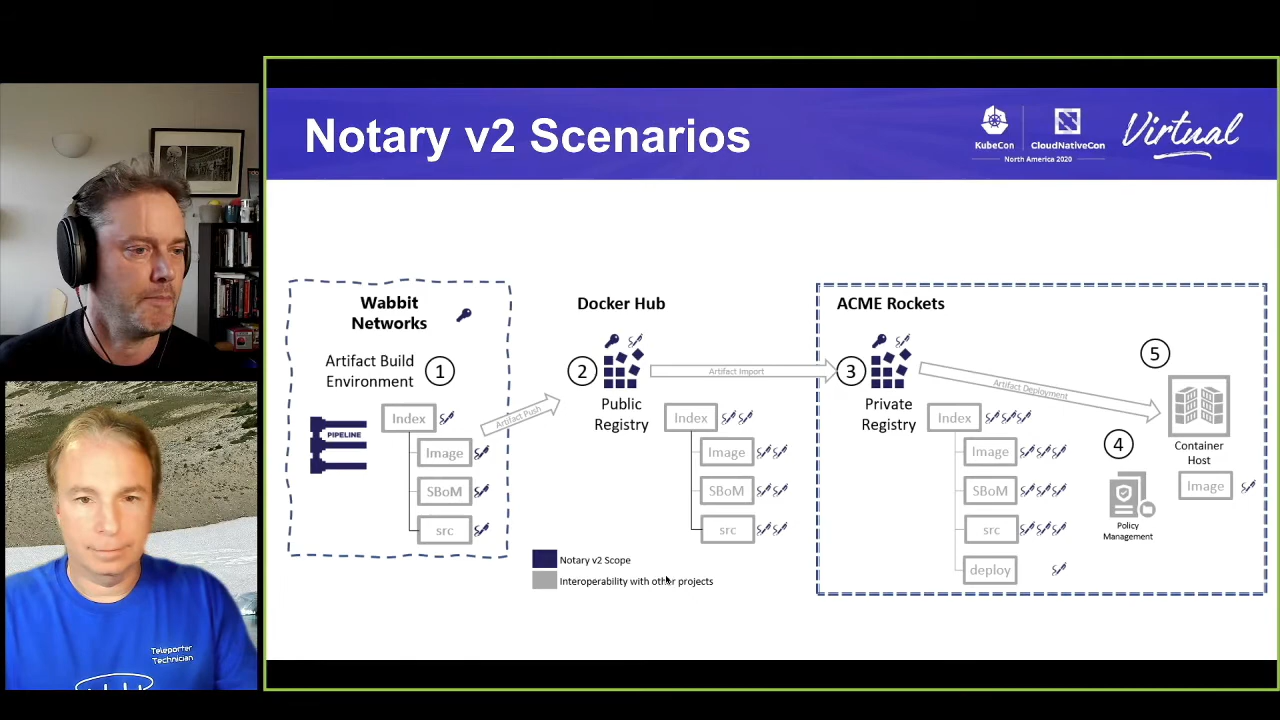 Notary v2 Scenarios
KubeCon
CloudNativeCon
North America 2020
Virtual
Wabbit
Networks
Artifact Build
Environment
1
PIPELINE
Index
Image
SBoM
src
Artifact Push
Docker Hub
2
Public
Registry
Index
Image
SBoM
src
Artifact Import
Notary v2 Scope
Interoperability with other projects
ACME Rockets
3
Private
Registry
Index
Image
SBoM
src
deploy
Artifact Deployment
4
Policy
Management
5
Container
Host
Image
Teleporter
Technician